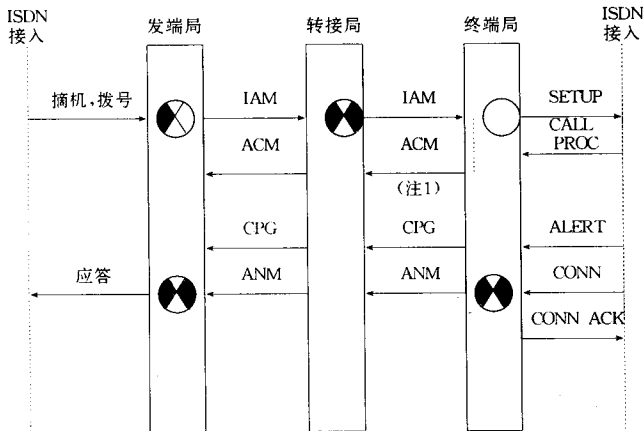 ISDN
接入
发端局
转接局
终端局
ISDN
接入
摘机,拨号
IAM
IAM
SETUP
ACM
ACM
CALL
PROC
(注1)
CPG
CPG
ALERT
应答
ANM
ANM
CONN
CONN ACK